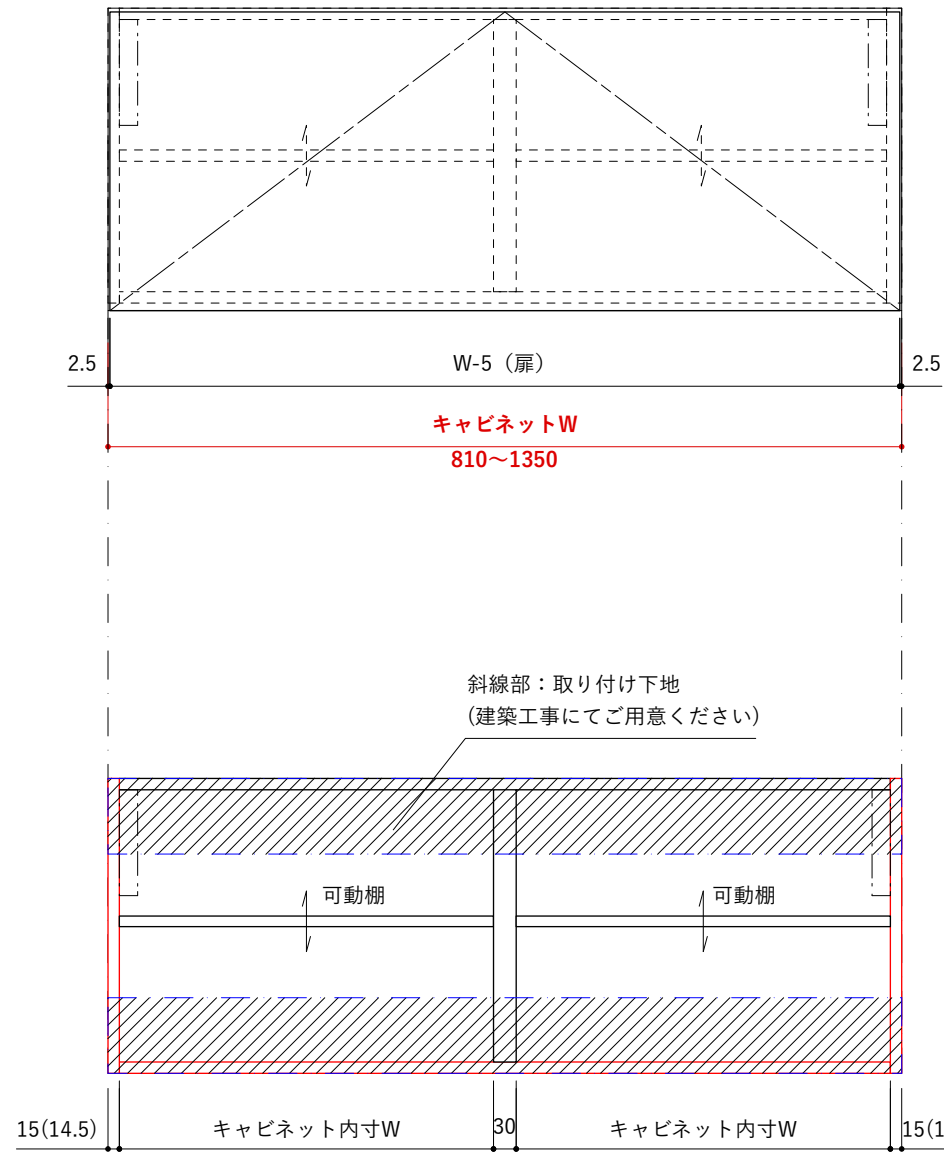 2.5
W-5（扉）
2.5
キャビネットW
810〜1350
斜線部：取り付け下地
(建築工事にてご用意ください)
可動棚
可動棚
15(14.5)
キャビネット内寸W
30
キャビネット内寸W
15(1